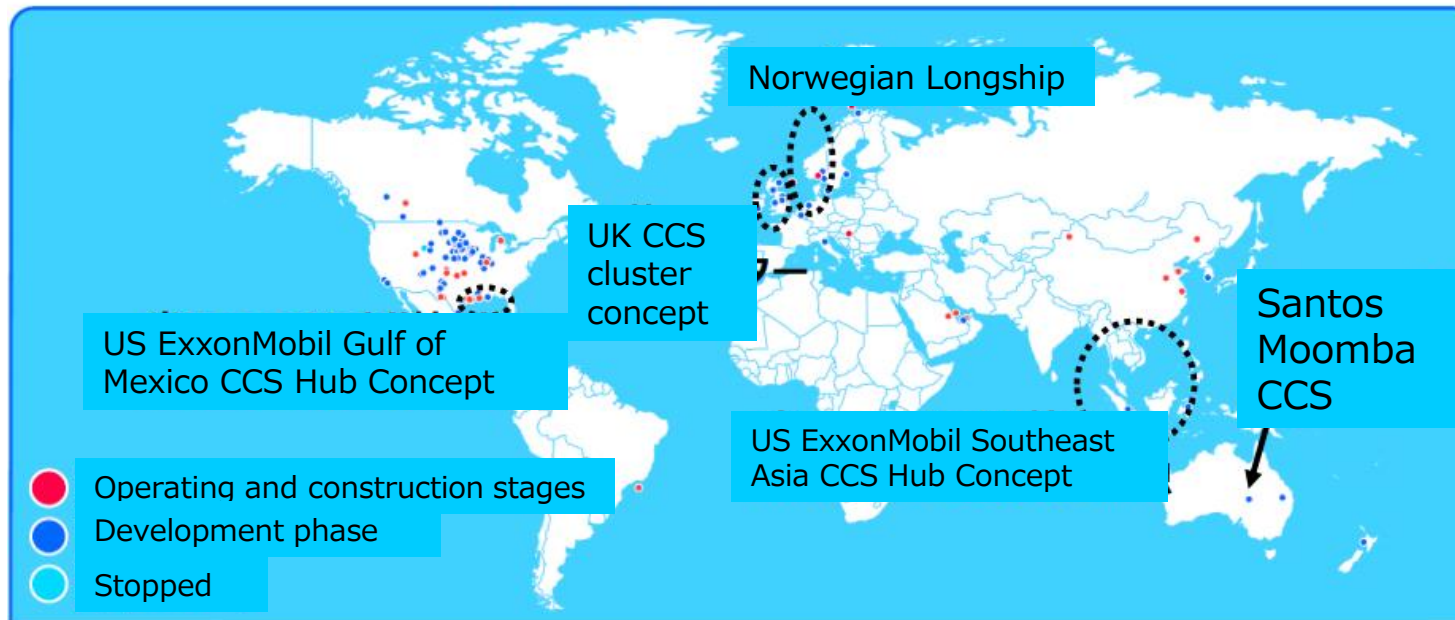 Norwegian Longship
UK CCS
cluster
concept
US ExxonMobil Gulf of
Mexico CCS Hub Concept
Santos
Moomba
CCS
US ExxonMobil Southeast
Asia CCS Hub Concept
Operating and construction stages
Development phase
Stopped